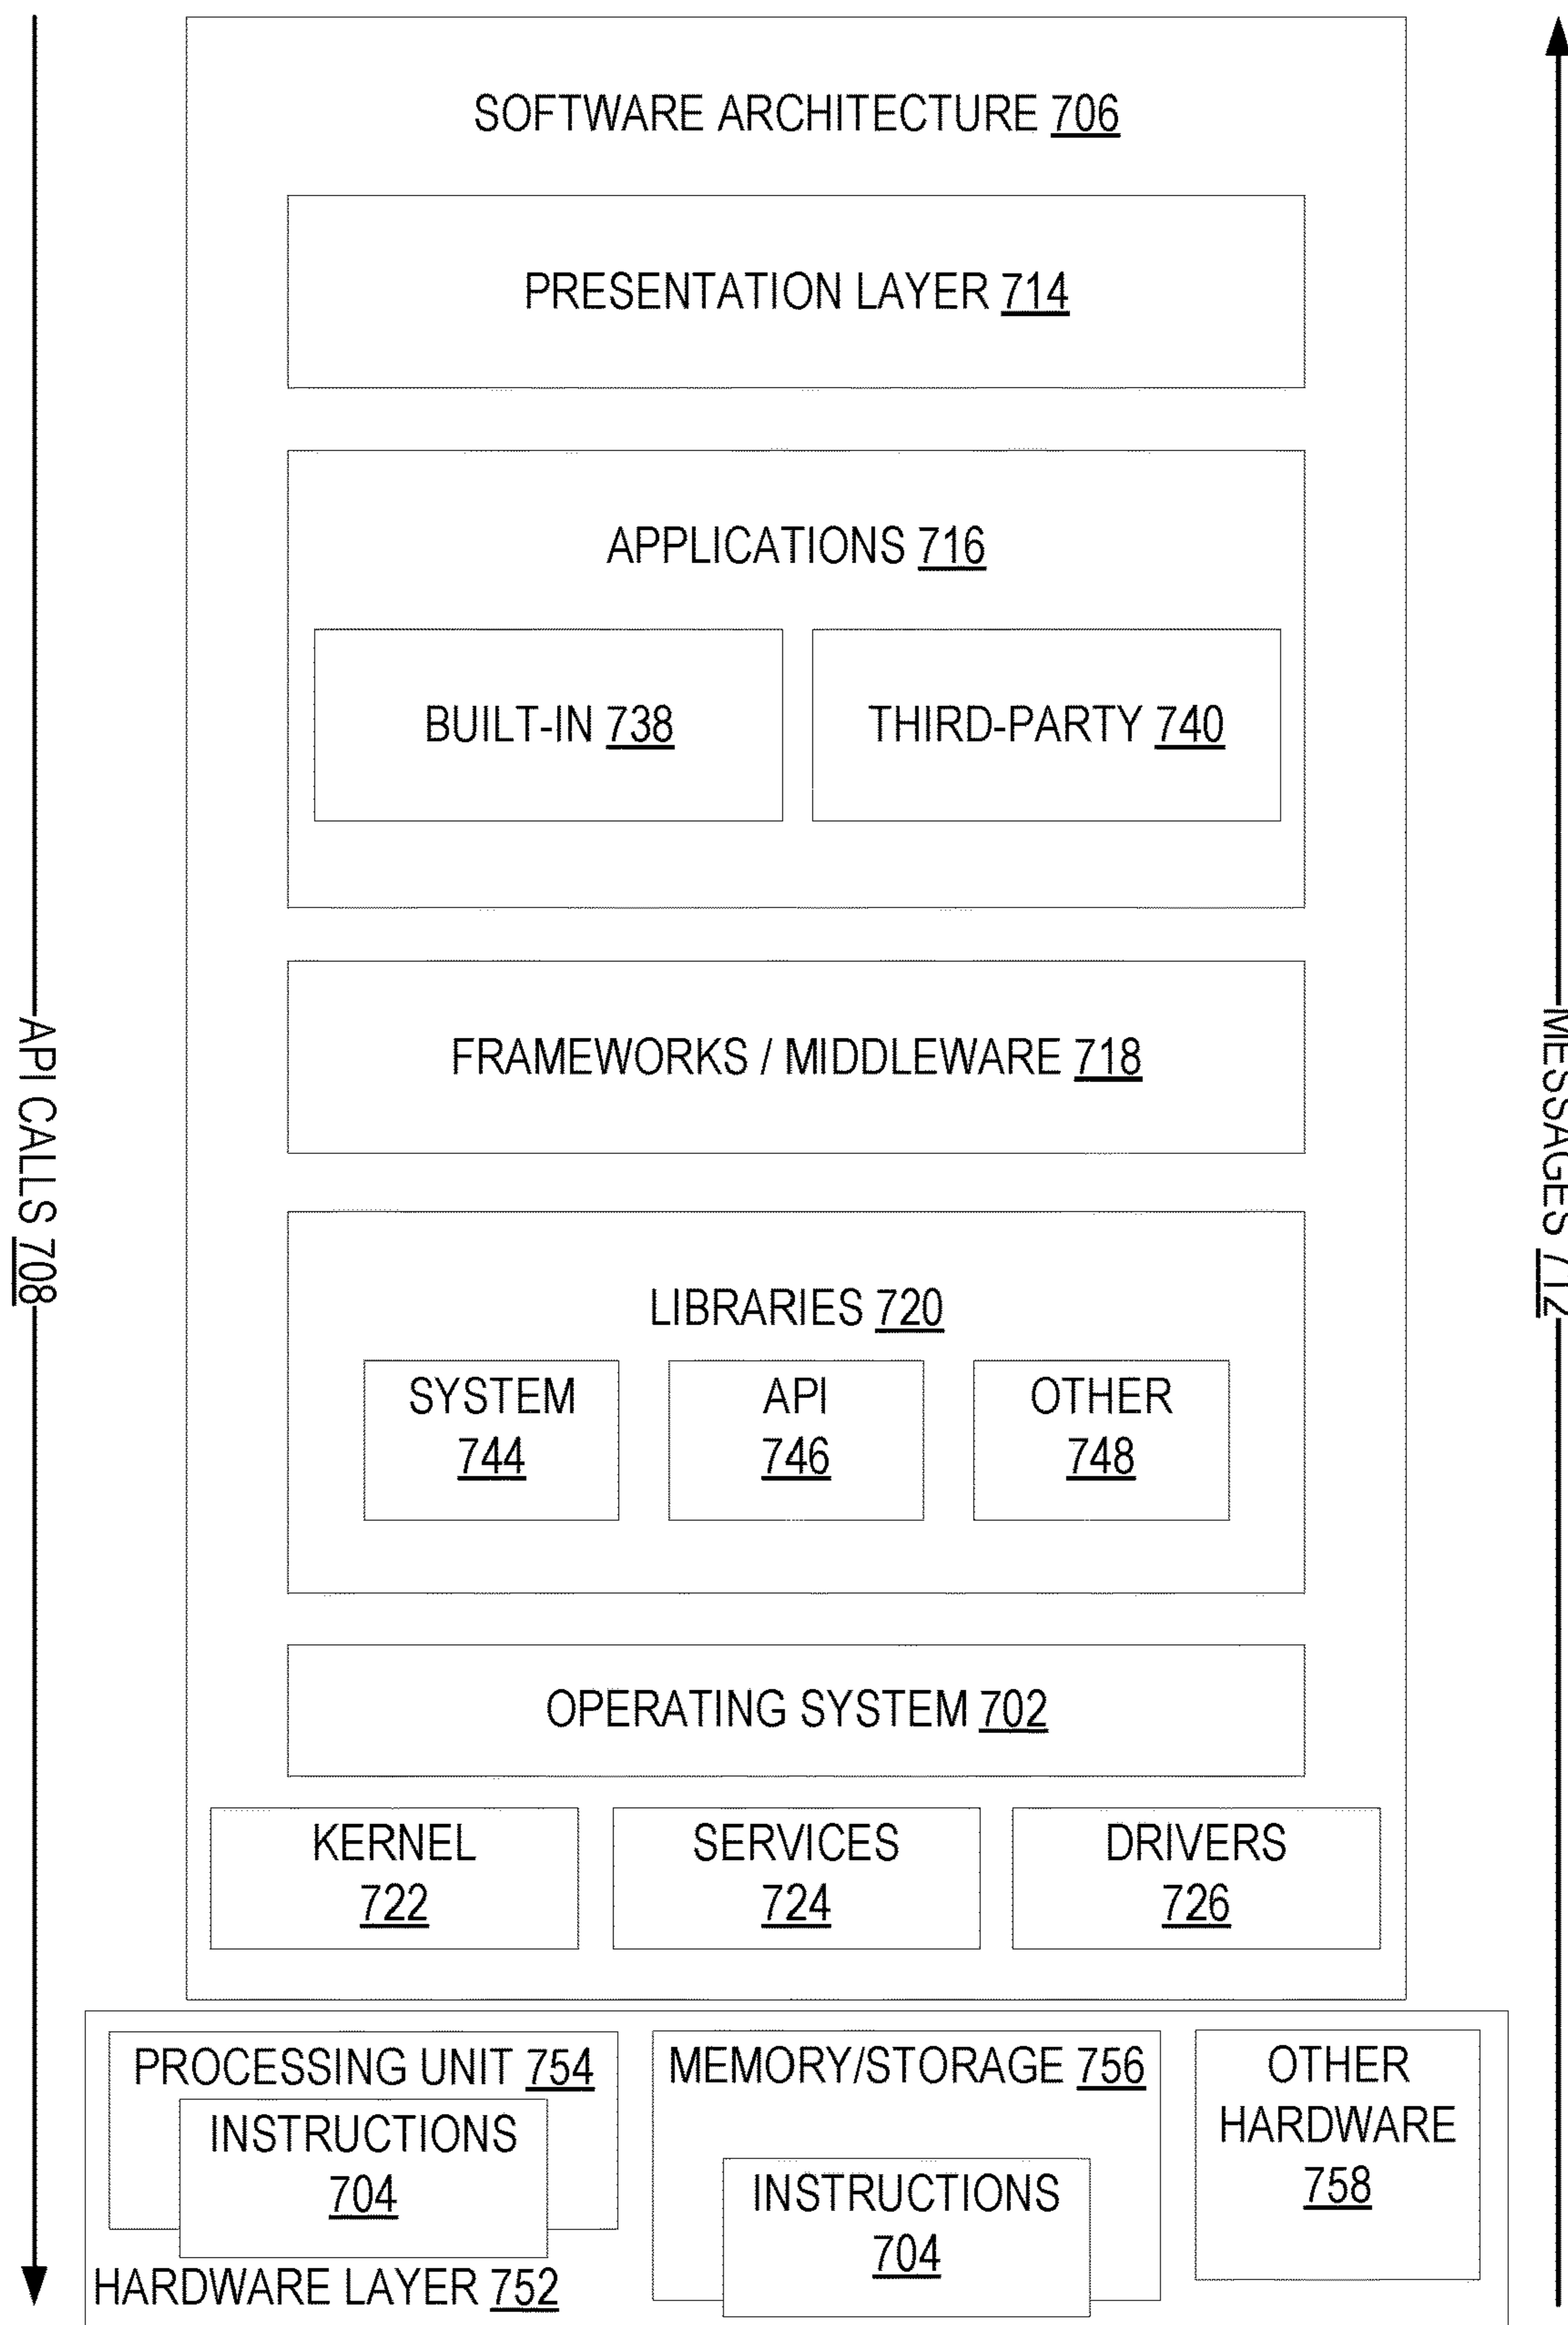 SOFTWARE ARCHITECTURE 706
PRESENTATION LAYER 714
APPLICATIONS 716
BUILT-IN 738
THIRD-PARTY 740
FRAMEWORKS / MIDDLEWARE 718
API CALLS 708
MESSAGES 712
LIBRARIES 720
SYSTEM
744
API
746
OTHER
748
OPERATING SYSTEM 702
KERNEL
722
SERVICES
724
DRIVERS
726
PROCESSING UNIT 754
INSTRUCTIONS
704
MEMORY/STORAGE 756
INSTRUCTIONS
704
OTHER
HARDWARE
758
HARDWARE LAYER 752